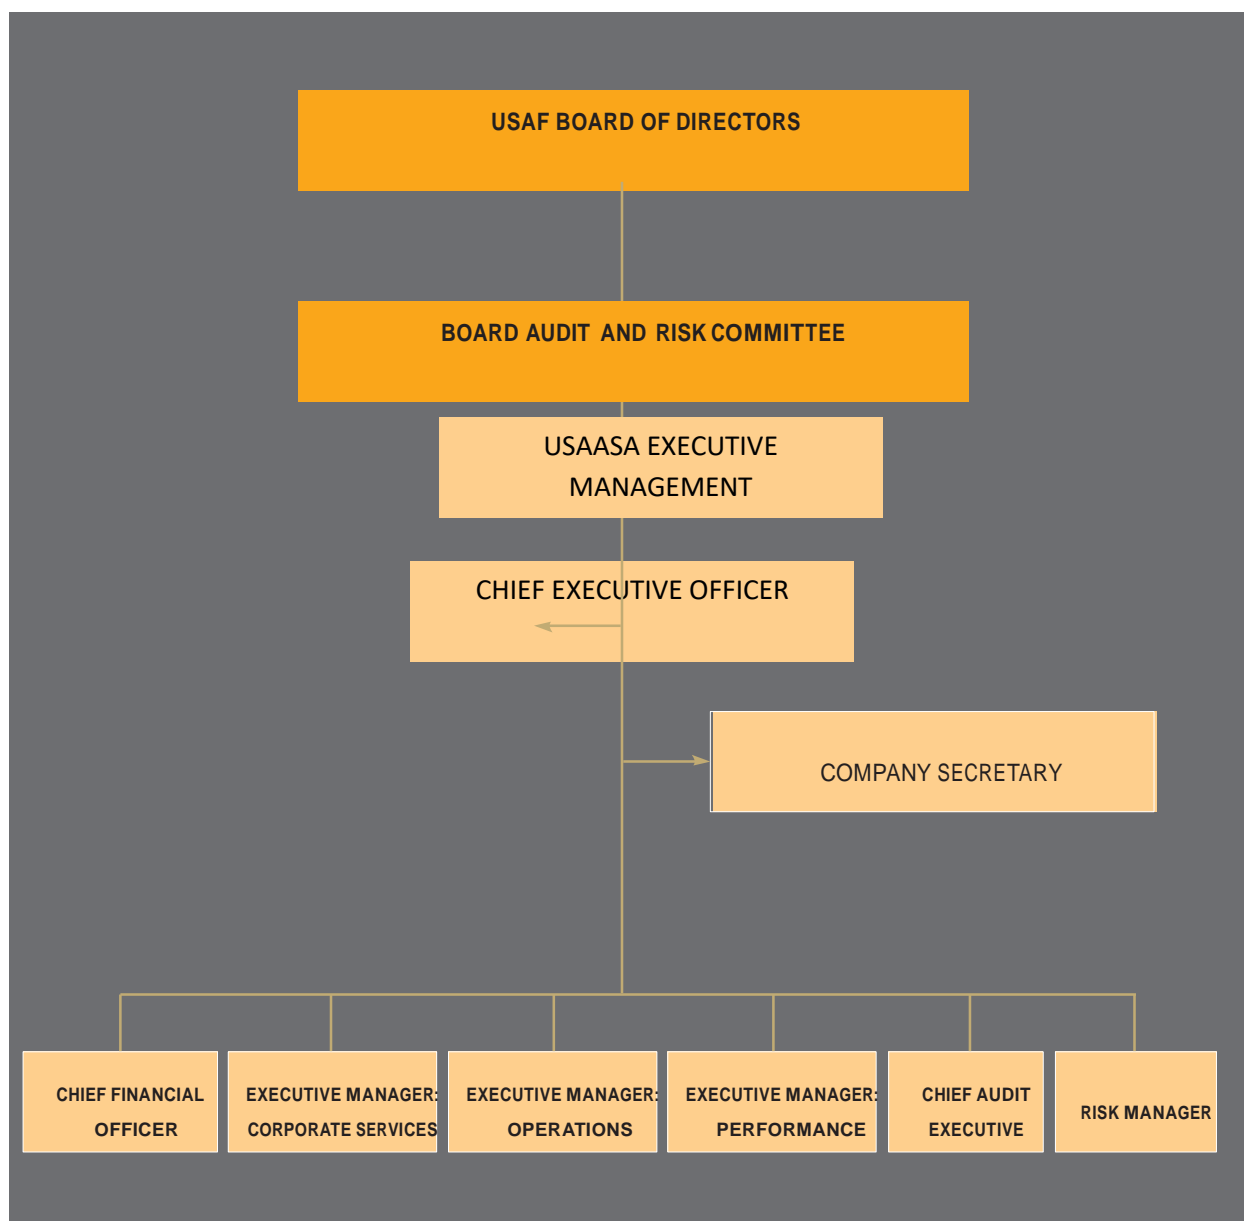 USAF BOARD OF DIRECTORS
BOARD AUDIT AND RISK COMMITTEE
USAASA EXECUTIVE
MANAGEMENT
CHIEF EXECUTIVE OFFICER
COMPANY SECRETARY
CHIEF FINANCIAL
OFFICER
EXECUTIVE MANAGER:
CORPORATE SERVICES
EXECUTIVE MANAGER:
OPERATIONS
EXECUTIVE MANAGER:
PERFORMANCE
CHIEF AUDIT
EXECUTIVE
RISK MANAGER